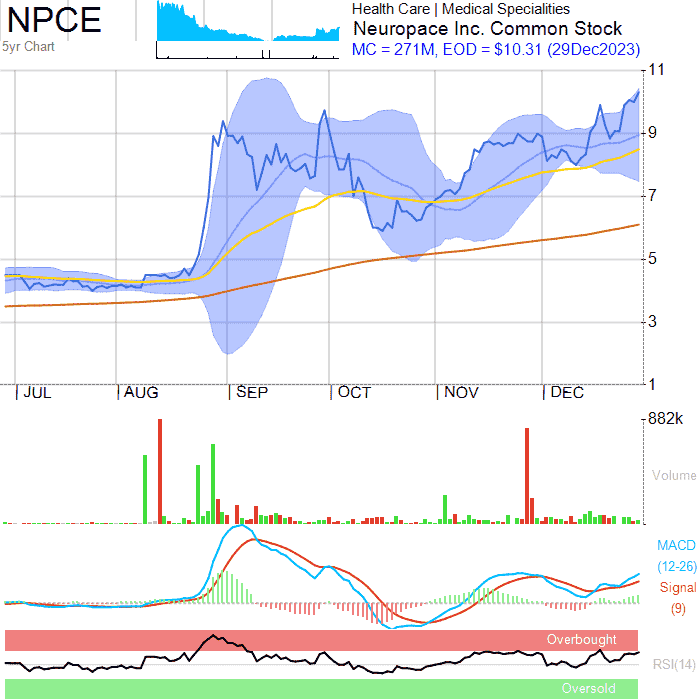 NPCE
5yr Chart
Health Care | Medical Specialities
Neuropace Inc. Common Stock
MC = 271M, EOD = $10.31 (29Dec2023)
11
9
7
5
3
1
JUL AUG SEP OCT NOV DEC
882k
Volume
MACD
(12-26)
Signal
(9)
Overbought
RSI(14)
Oversold